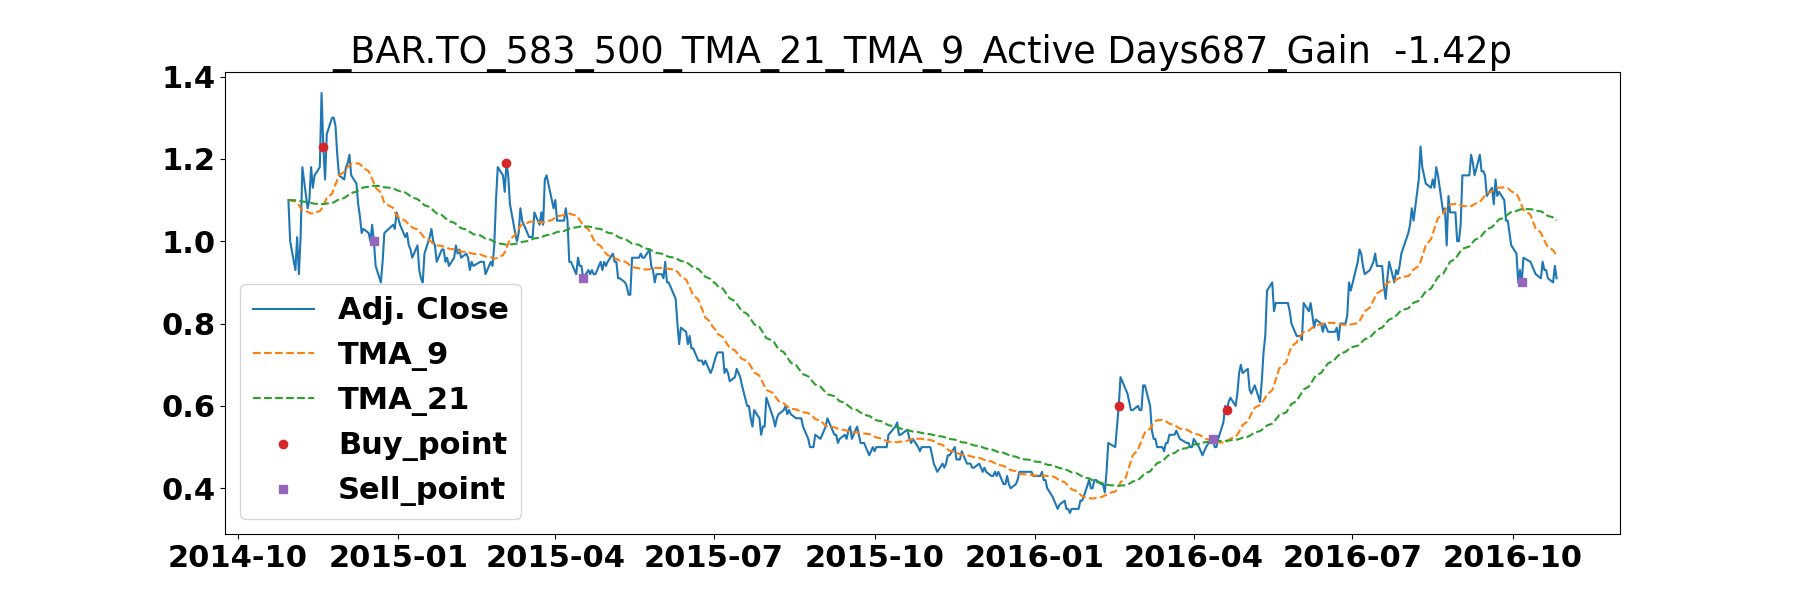 _BAR.TO_583_500_TMA_21_TMA_9_Active Days687_Gain  -1.42p
1.4
1.2
1.0
0.8
0.6
0.4
Adj. Close
TMA_9
TMA_21
Buy_point
Sell_point
2014-10 2015-01 2015-04 2015-07 2015-10 2016-01 2016-04 2016-07 2016-10